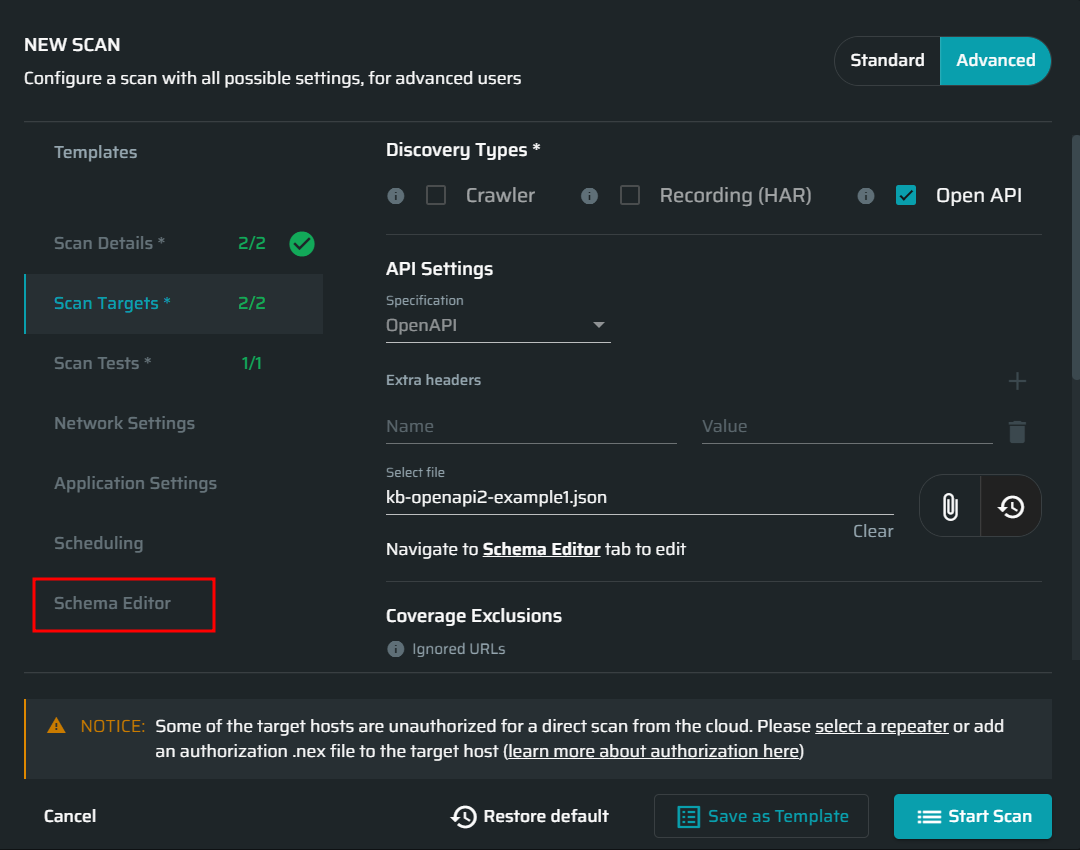 NEW SCAN
Configure a scan with all possible settings, for advanced users
Standard
Advanced
Templates
Scan Details *
2/2
Scan Targets *
2/2
Scan Tests *
1/1
Network Settings
Application Settings
Scheduling
Schema Editor
Discovery Types *
Crawler
Recording (HAR)
Open API
API Settings
Specification
OpenAPI
Extra headers
Name
Value
Select file
kb-openapi2-example1.json
Clear
Navigate to Schema Editor tab to edit
Coverage Exclusions
Ignored URLs
NOTICE: Some of the target hosts are unauthorized for a direct scan from the cloud. Please select a repeater or add
an authorization .nex file to the target host (learn more about authorization here)
Cancel
Restore default
Save as Template
Start Scan